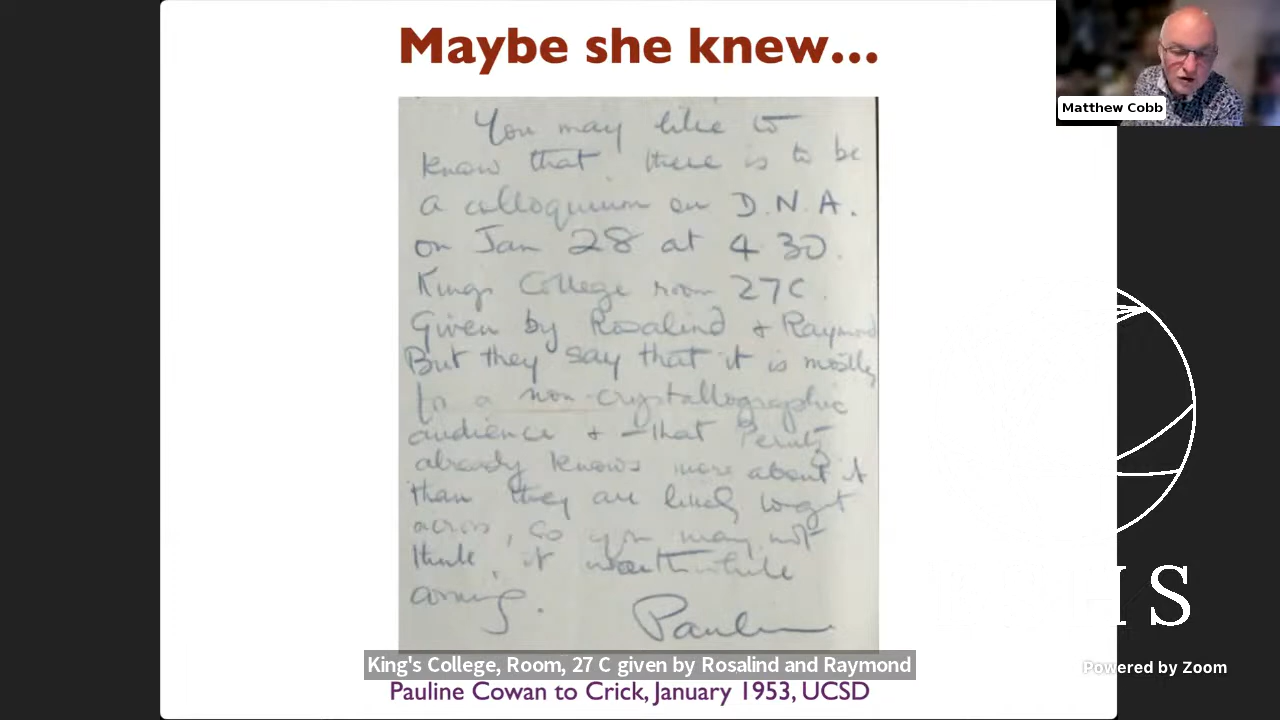 Maybe she knew...
Matthew Cobb
You may like to
know that there is to be
a colloquium on D.N.A.
on Jan 28 at 4 30.
Kings College room 27C.
Given by Rosalind + Raymond
But they say that it is mostly
for a non-crystallographic
audience + that Perutz
already knows more about it
than they are likely to get
across, so you may not
think it worth while
coming.
Pauline
King's College, Room, 27 C given by Rosalind and Raymond
Pauline Cowan to Crick, January 1953, UCSD
S
Powered by Zoom